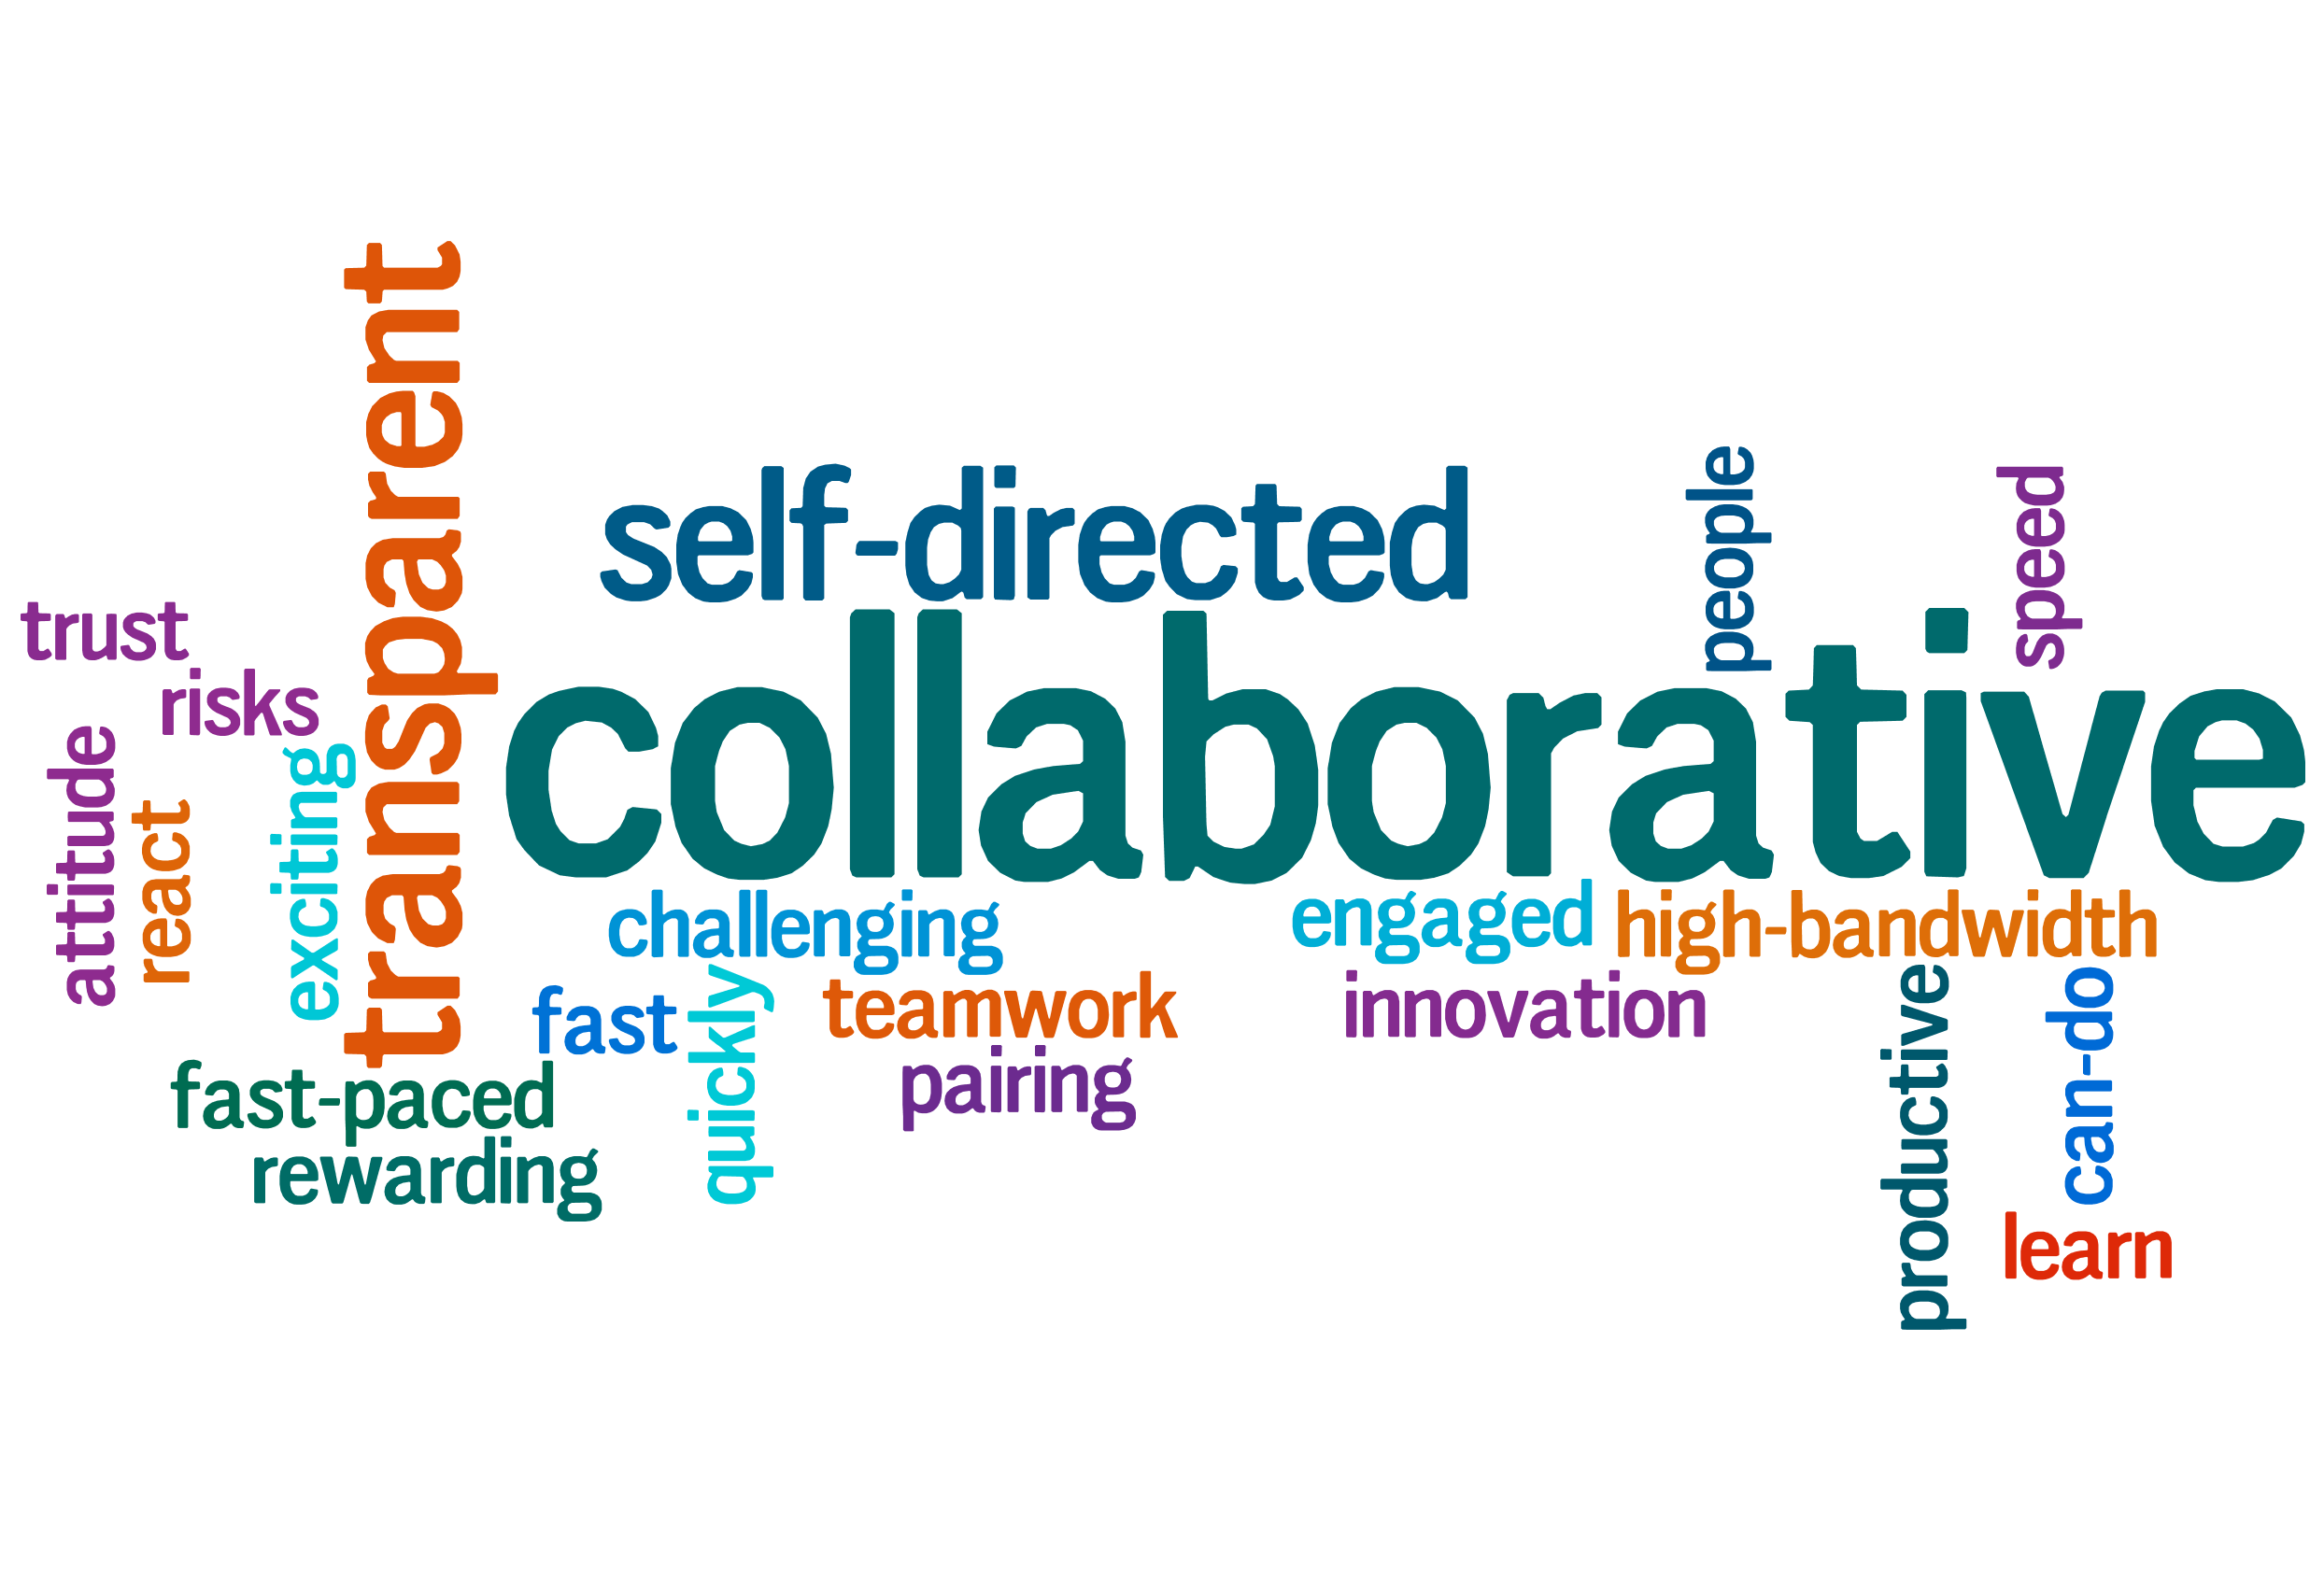 transparent
self-directed
people
speed
trust
collaborative
risks
attitude
exciting
react
challenging
engaged
high-bandwidth
quickly
teamwork
innovation
productive
can-do
fast
pairing
fast-paced
rewarding
learn